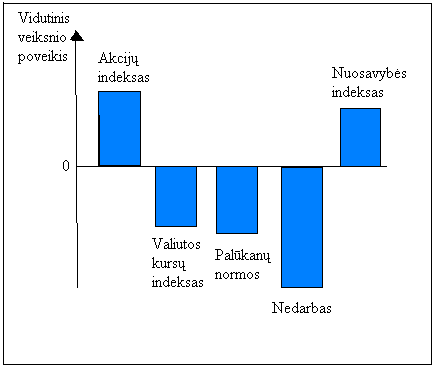 Vidutinis
veiksnio
poveikis
Akcijų
indeksas
Nuosavybės
indeksas
0
Valiutos
kursų
indeksas
Palūkanų
normos
Nedarbas